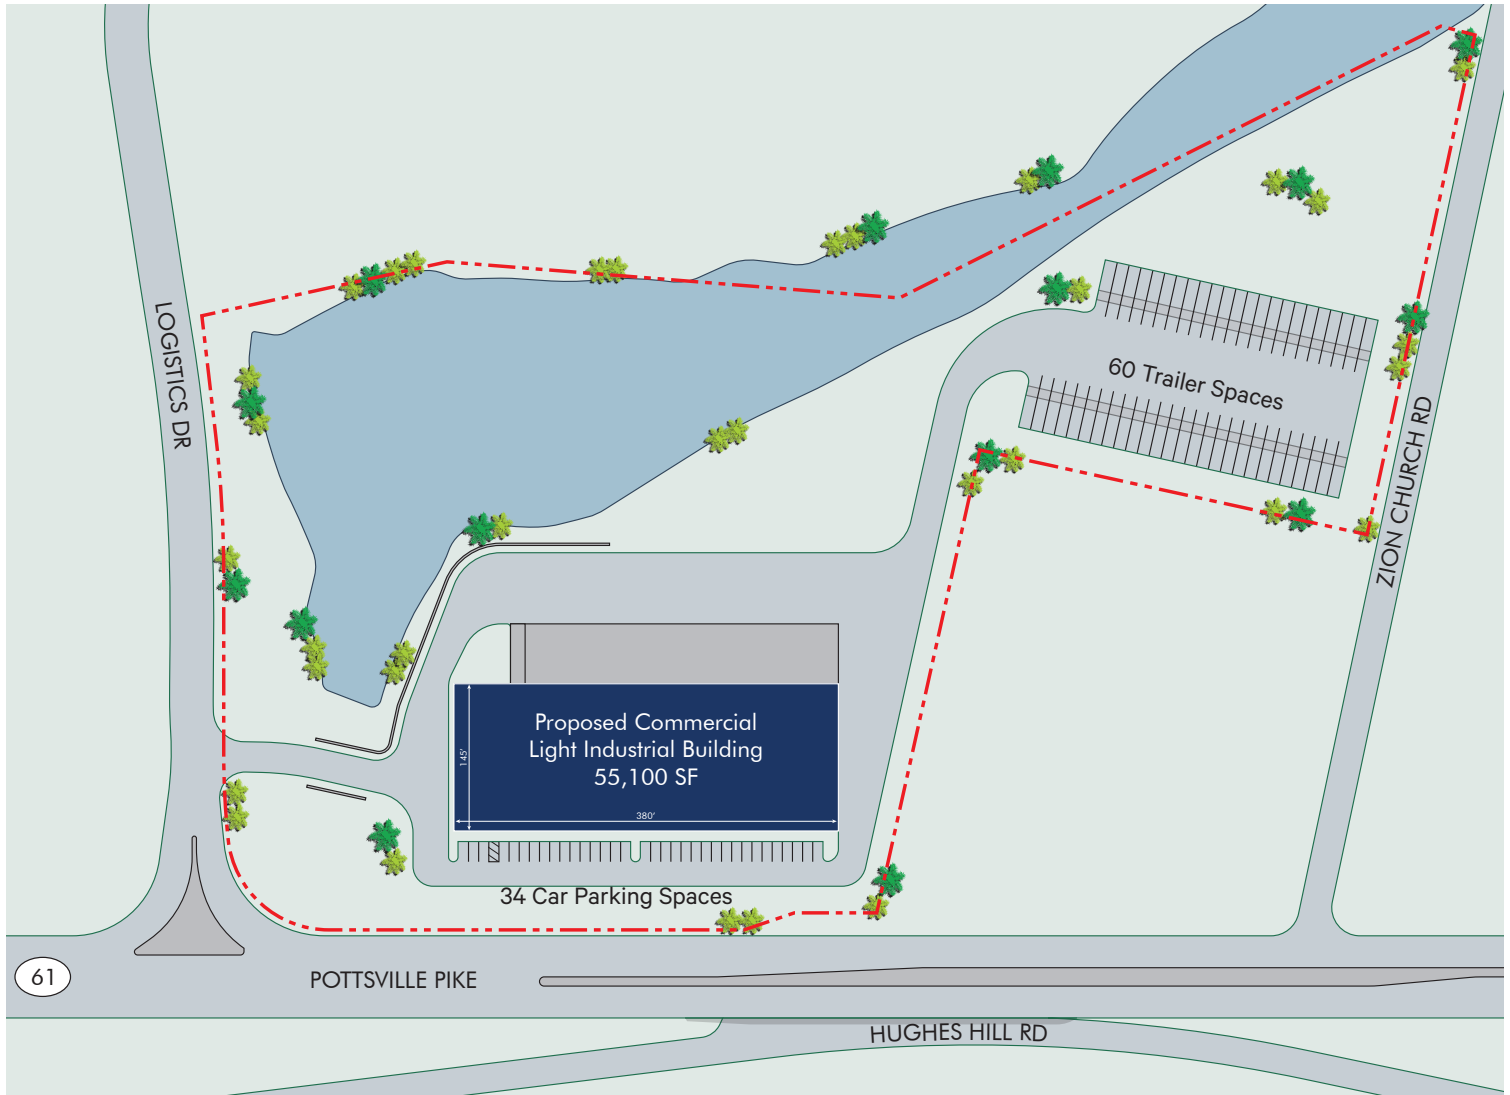 LOGISTICS DR
60 Trailer Spaces
ZION CHURCH RD
Proposed Commercial
Light Industrial Building
55,100 SF
145'
380'
34 Car Parking Spaces
61
POTTSVILLE PIKE
HUGHES HILL RD